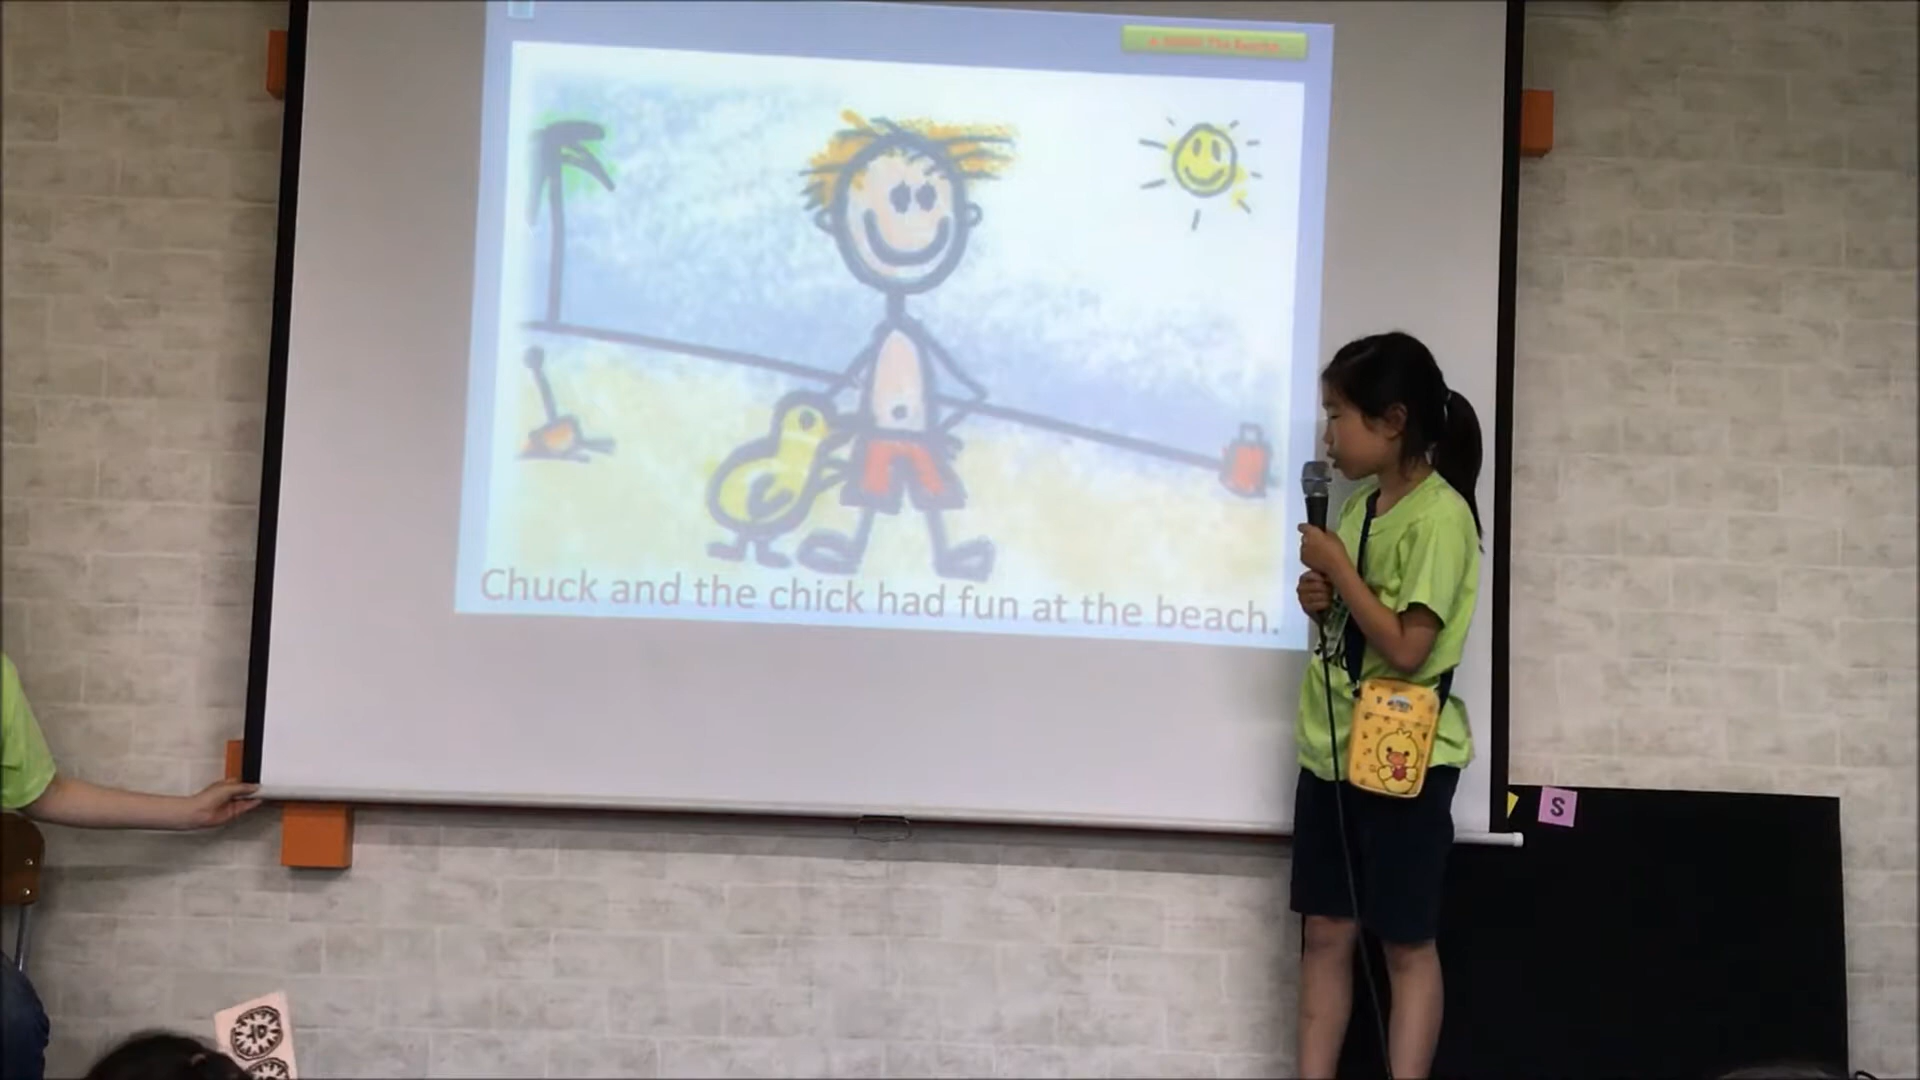 Chuck and the chick had fun at the beach.
S